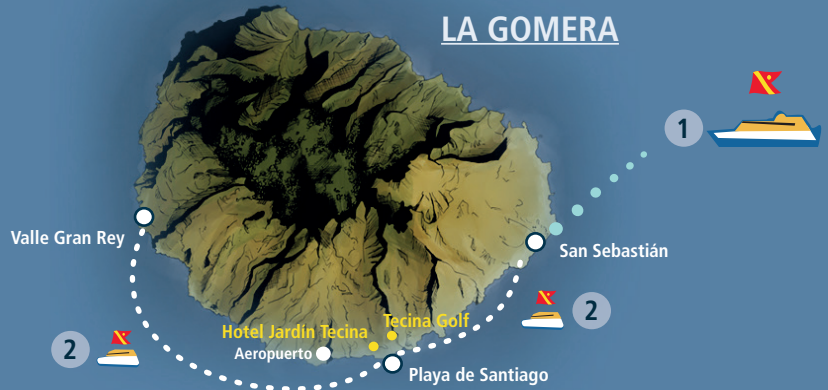 LA GOMERA
1
Valle Gran Rey
San Sebastián
2
Tecina Golf
Hotel Jardín Tecina
Aeropuerto
2
Playa de Santiago